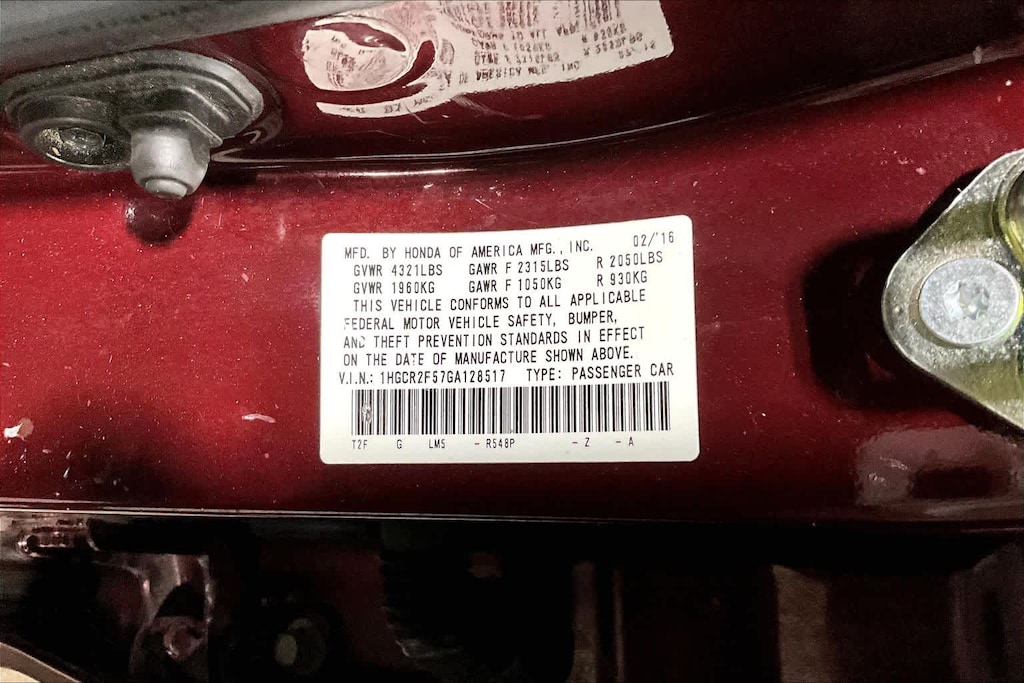 MFD. BY HONDA OF AMERICA MFG., INC. 02/'16
GVWR 4321LBS GAWR F 2315LBS R 2050LBS
GVWR 1960KG GAWR F 1050KG R 930KG
THIS VEHICLE CONFORMS TO ALL APPLICABLE
FEDERAL MOTOR VEHICLE SAFETY, BUMPER,
AND THEFT PREVENTION STANDARDS IN EFFECT
ON THE DATE OF MANUFACTURE SHOWN ABOVE.
V.I.N.: 1HGCR2F57GA128517 TYPE: PASSENGER CAR
T2F G LM5 - R548P - Z - A